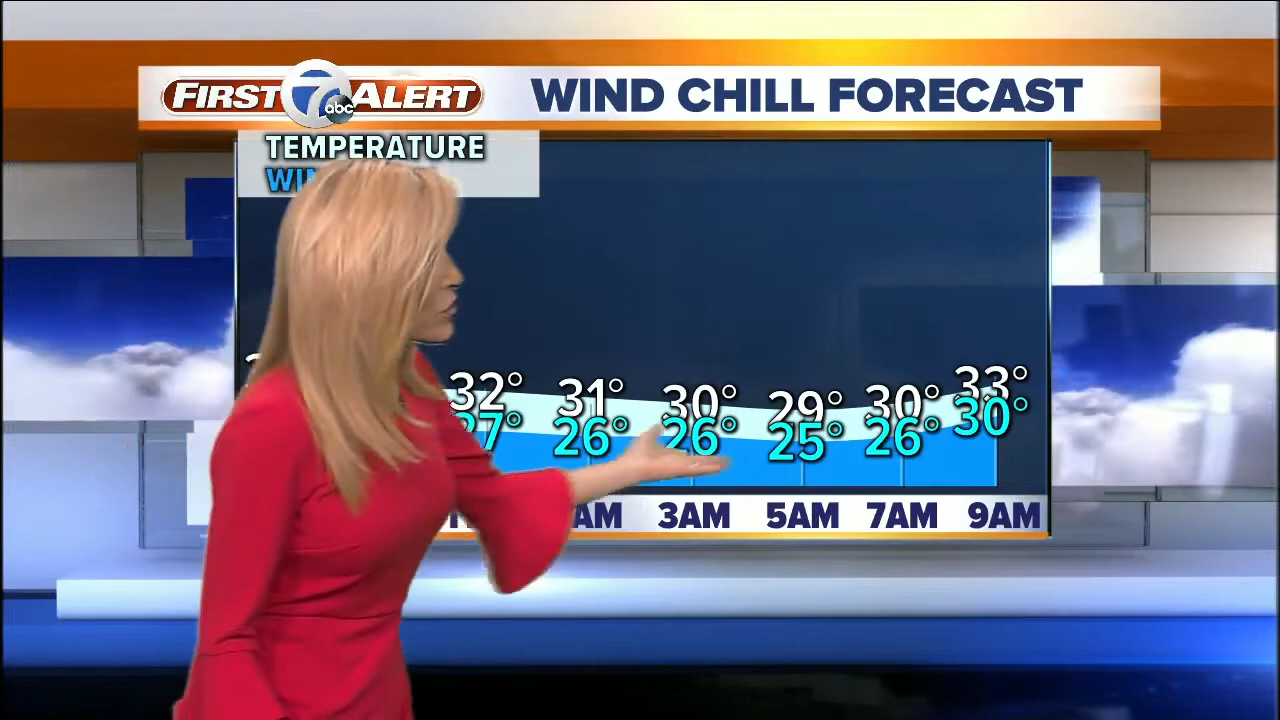 FIRST 7 abc ALERT
WIND CHILL FORECAST
TEMPERATURE
32° 31° 30° 29° 30° 33°
26° 26° 25° 26° 30°
3AM 5AM 7AM 9AM